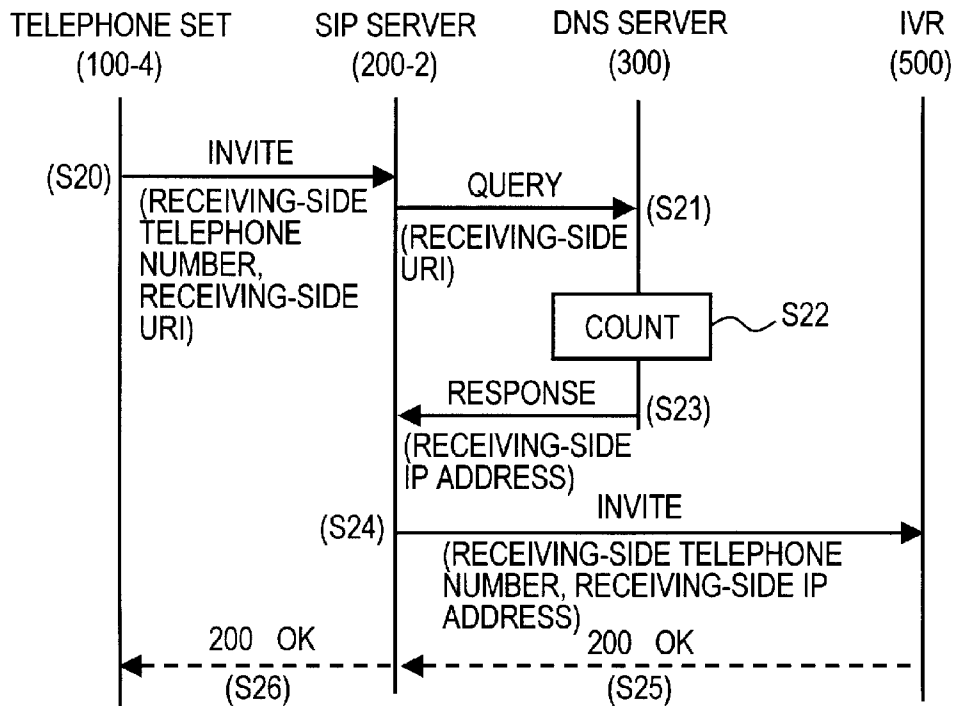 TELEPHONE SET
(100-4)
SIP SERVER
(200-2)
DNS SERVER
(300)
IVR
(500)
(S20)
INVITE
(RECEIVING-SIDE
TELEPHONE
NUMBER,
RECEIVING-SIDE
URI)
QUERY
(S21)
(RECEIVING-SIDE
URI)
COUNT
S22
RESPONSE
(S23)
(RECEIVING-SIDE
IP ADDRESS)
(S24)
INVITE
(RECEIVING-SIDE TELEPHONE
NUMBER, RECEIVING-SIDE IP
ADDRESS)
200 OK
(S26)
200 OK
(S25)